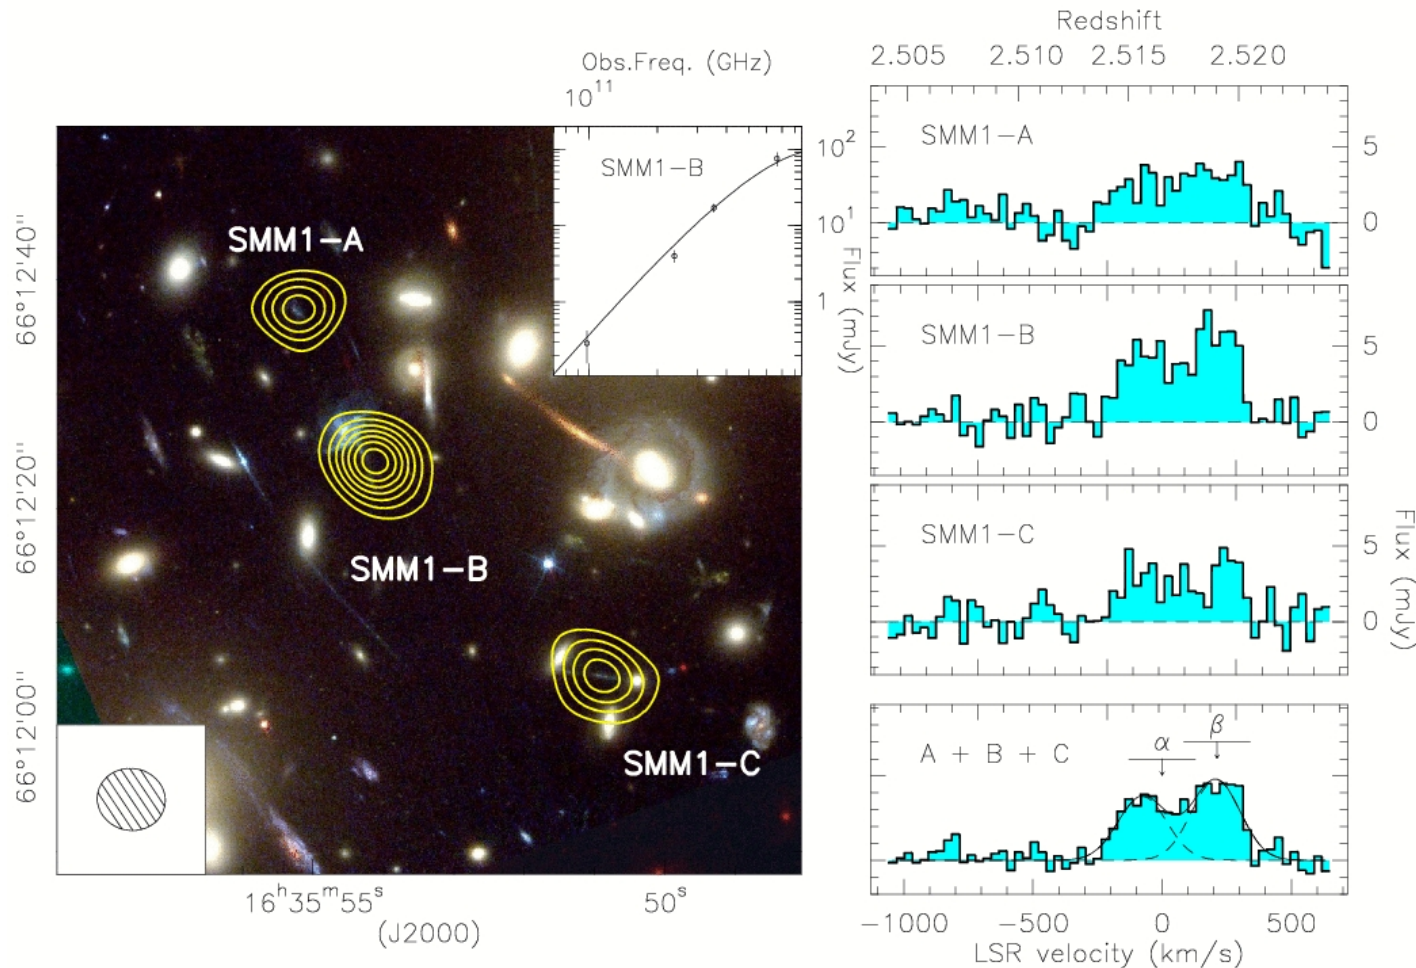 Redshift
2.505 2.510 2.515 2.520
Obs.Freq. (GHz)
10¹¹
SMM1-B
10²
10¹
1
Flux (mJy)
SMM1-A
SMM1-B
SMM1-C
66°12'40"
66°12'20"
66°12'00"
16ʰ35ᵐ55ˢ
50ˢ
(J2000)
SMM1-A
5
0
SMM1-B
5
0
SMM1-C
5
0
Flux (mJy)
A + B + C
α
β
-1000 -500 0 500
LSR velocity (km/s)